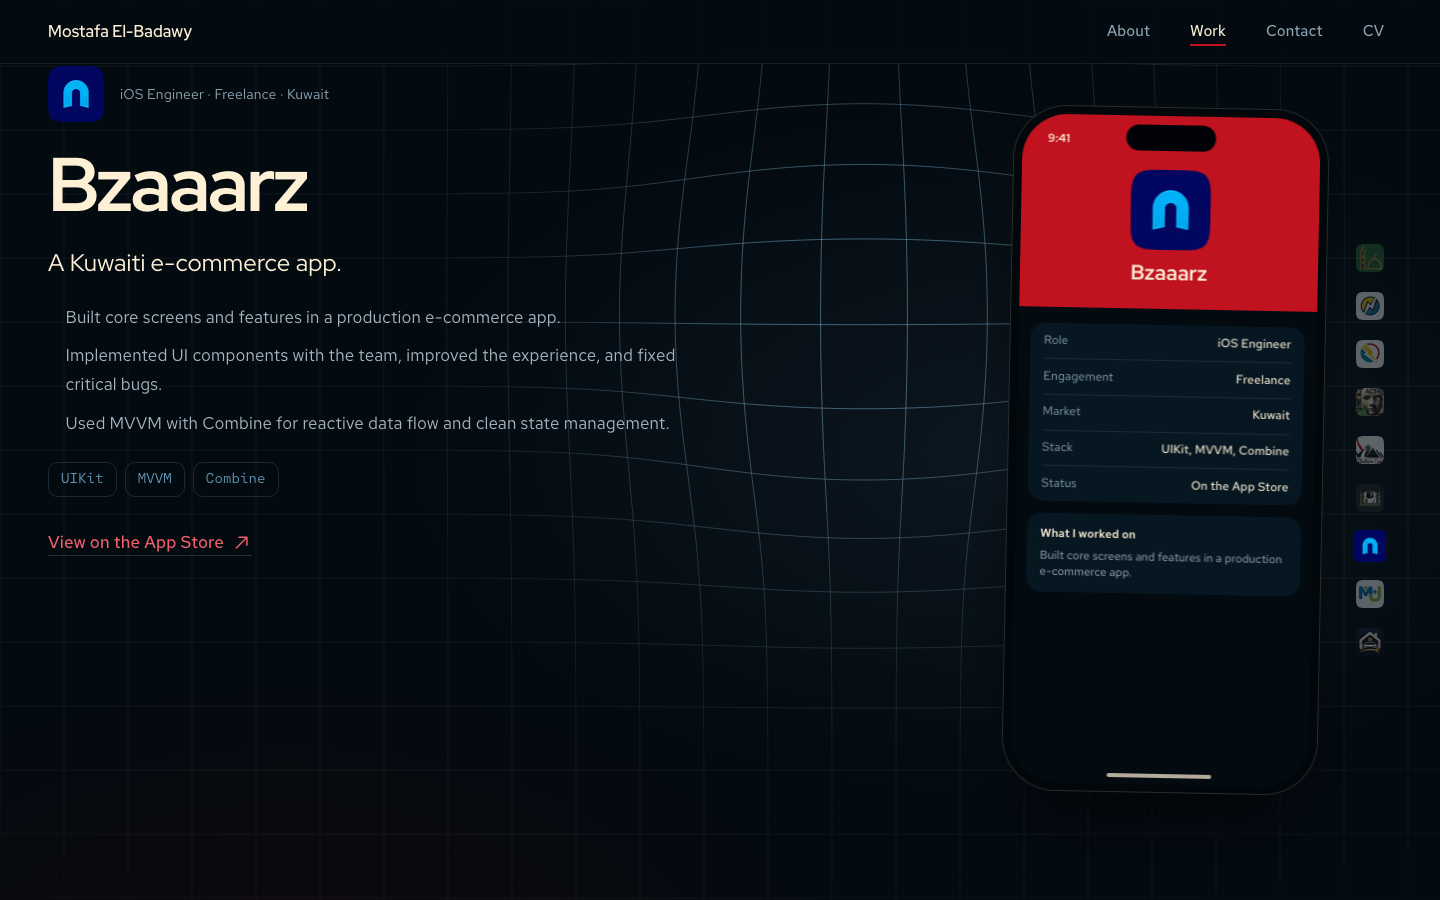 Mostafa El-Badawy
About
Work
Contact
CV
iOS Engineer · Freelance · Kuwait
Bzaaarz
A Kuwaiti e-commerce app.
Built core screens and features in a production e-commerce app.
Implemented UI components with the team, improved the experience, and fixed
critical bugs.
Used MVVM with Combine for reactive data flow and clean state management.
UIKit
MVVM
Combine
View on the App Store
9:41
Bzaaarz
Role iOS Engineer
Engagement Freelance
Market Kuwait
Stack UIKit, MVVM, Combine
Status On the App Store
What I worked on
Built core screens and features in a production
e-commerce app.